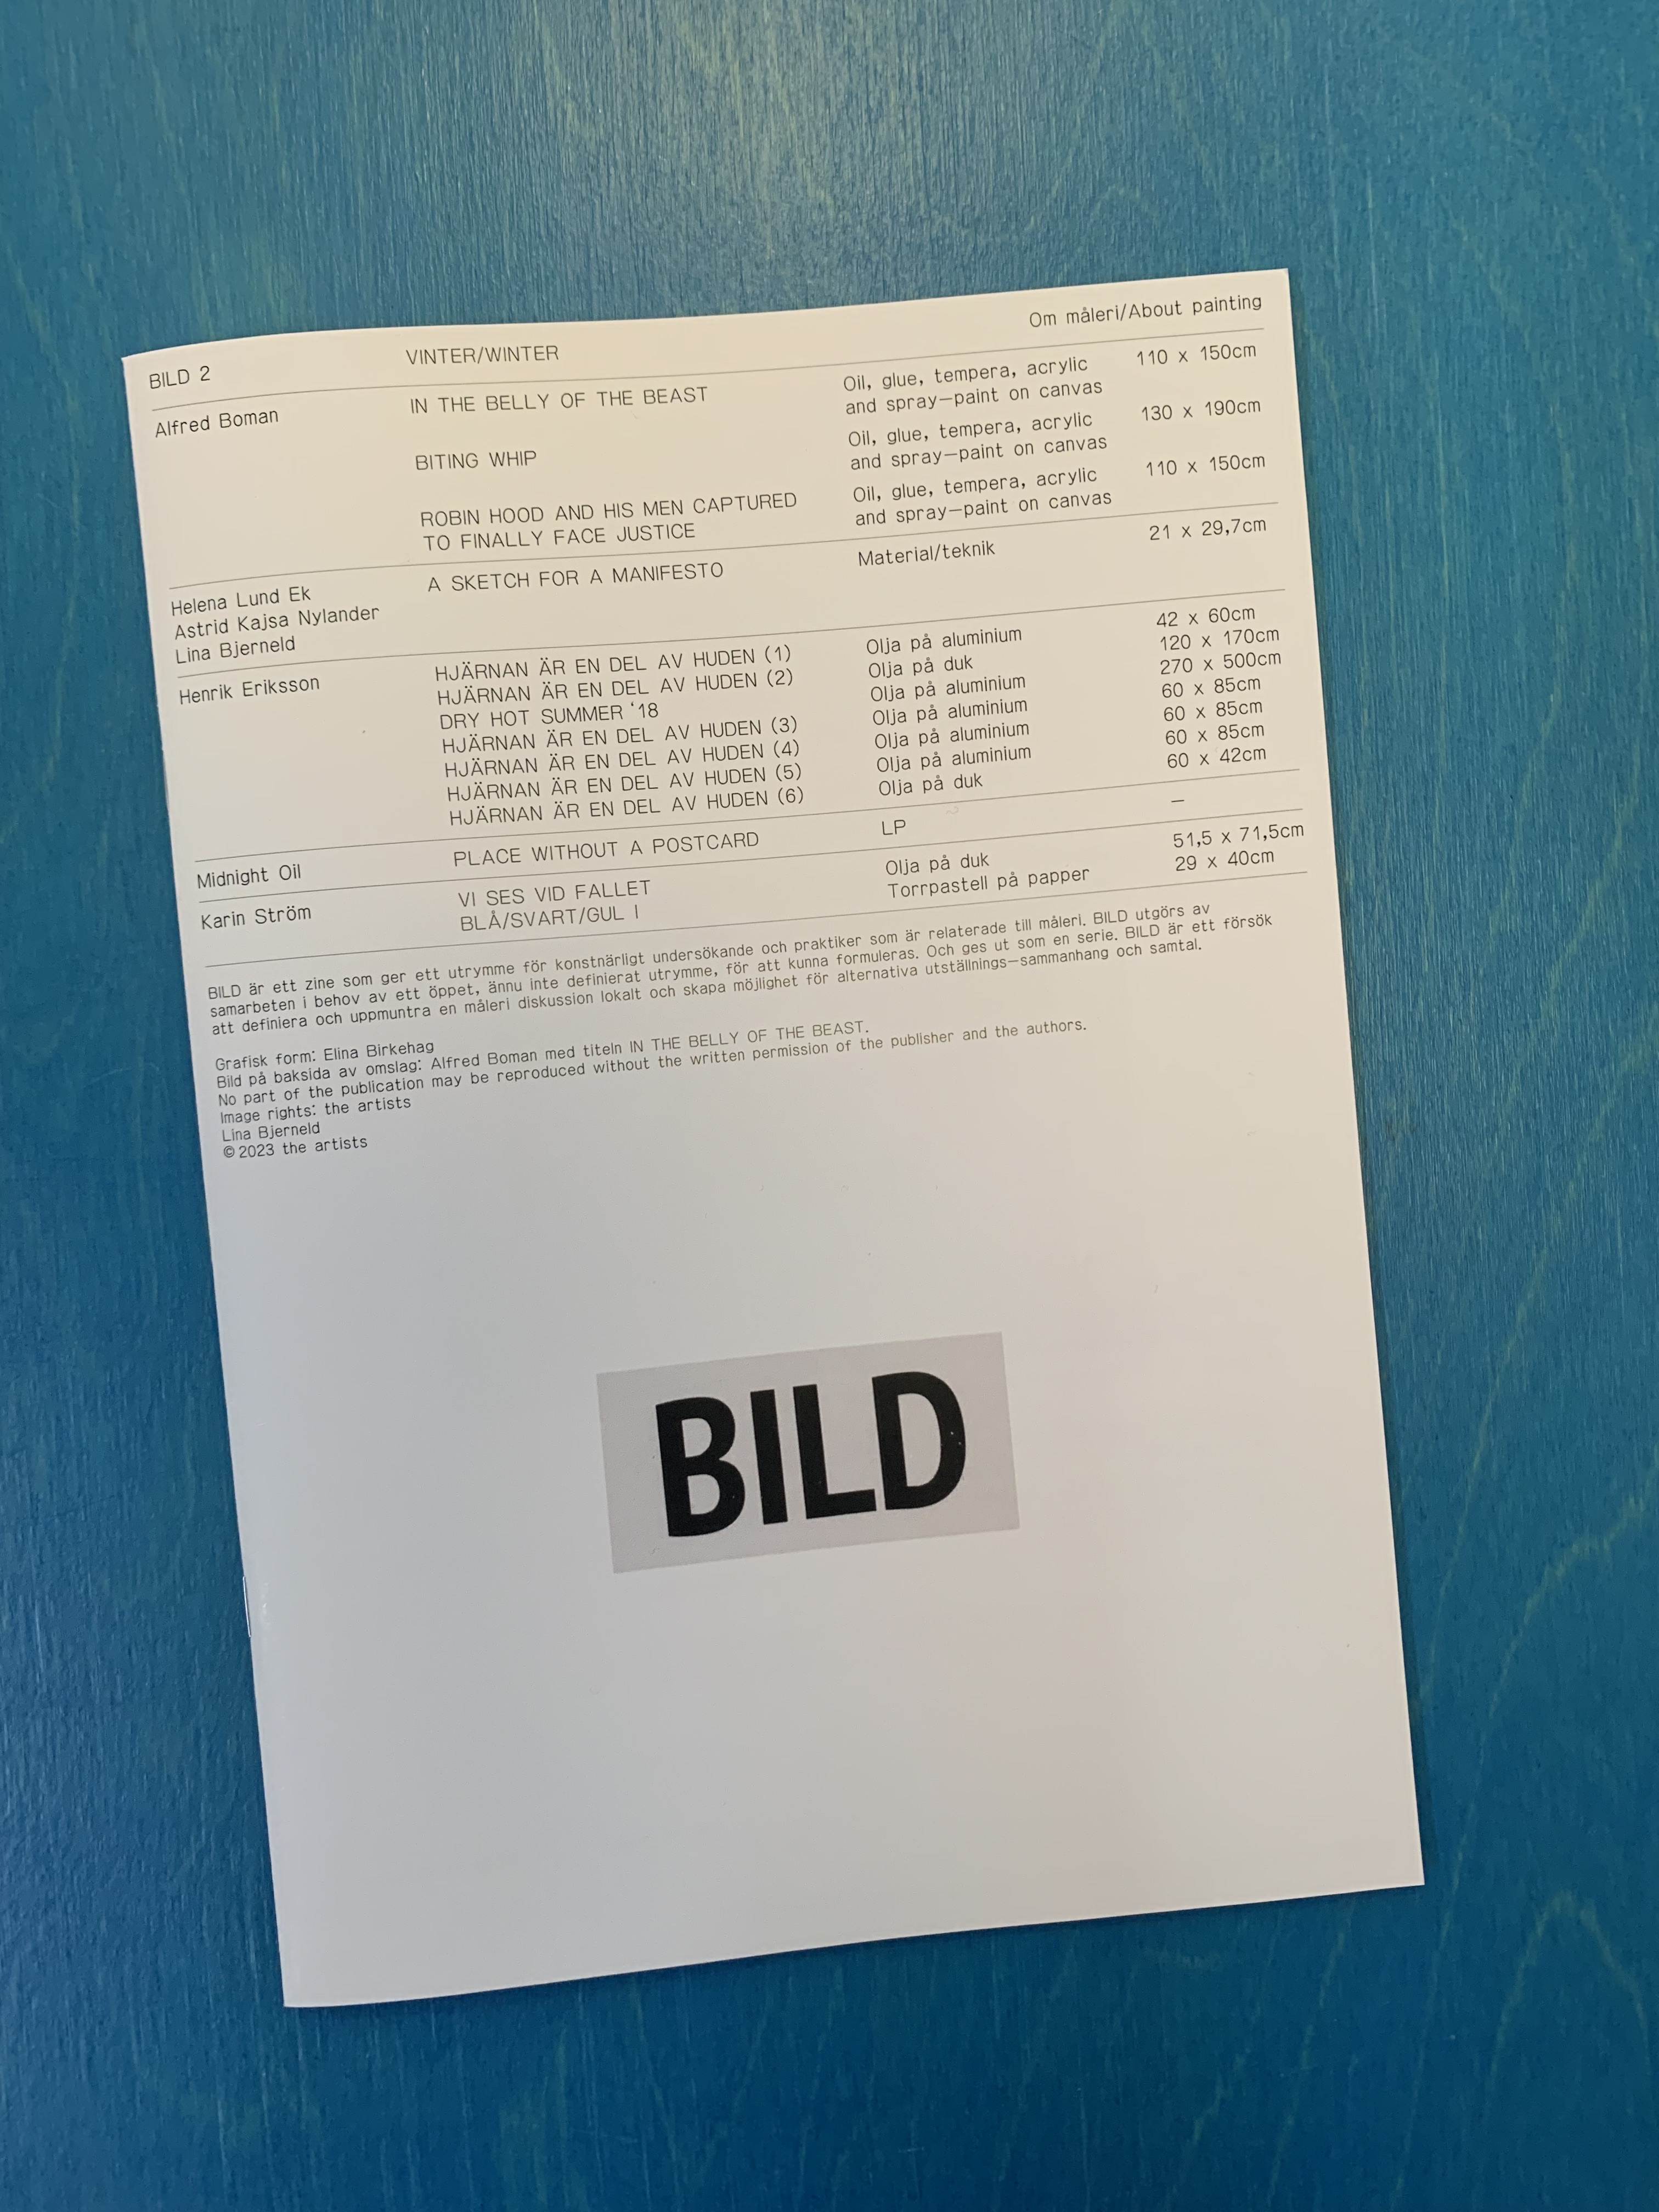 BILD 2 VINTER/WINTER Om måleri/About painting
Alfred Boman IN THE BELLY OF THE BEAST Oil, glue, tempera, acrylic 110 x 150cm
and spray—paint on canvas
BITING WHIP Oil, glue, tempera, acrylic 130 x 190cm
and spray—paint on canvas
ROBIN HOOD AND HIS MEN CAPTURED Oil, glue, tempera, acrylic 110 x 150cm
TO FINALLY FACE JUSTICE and spray—paint on canvas
Helena Lund Ek A SKETCH FOR A MANIFESTO Material/teknik 21 x 29,7cm
Astrid Kajsa Nylander
Lina Bjerneld
Henrik Eriksson HJÄRNAN ÄR EN DEL AV HUDEN (1) Olja på aluminium 42 x 60cm
HJÄRNAN ÄR EN DEL AV HUDEN (2) Olja på duk 120 x 170cm
DRY HOT SUMMER '18 Olja på aluminium 270 x 500cm
HJÄRNAN ÄR EN DEL AV HUDEN (3) Olja på aluminium 60 x 85cm
HJÄRNAN ÄR EN DEL AV HUDEN (4) Olja på aluminium 60 x 85cm
HJÄRNAN ÄR EN DEL AV HUDEN (5) Olja på aluminium 60 x 85cm
HJÄRNAN ÄR EN DEL AV HUDEN (6) Olja på duk 60 x 42cm
Midnight Oil PLACE WITHOUT A POSTCARD LP —
Karin Ström VI SES VID FALLET Olja på duk 51,5 x 71,5cm
BLÅ/SVART/GUL I Torrpastell på papper 29 x 40cm
BILD är ett zine som ger ett utrymme för konstnärligt undersökande och praktiker som är relaterade till måleri. BILD utgörs av
samarbeten i behov av ett öppet, ännu inte definierat utrymme, för att kunna formuleras. Och ges ut som en serie. BILD är ett försök
att definiera och uppmuntra en måleri diskussion lokalt och skapa möjlighet för alternativa utställnings—sammanhang och samtal.
Grafisk form: Elina Birkehag
Bild på baksida av omslag: Alfred Boman med titeln IN THE BELLY OF THE BEAST.
No part of the publication may be reproduced without the written permission of the publisher and the authors.
Image rights: the artists
Lina Bjerneld
©2023 the artists
BILD